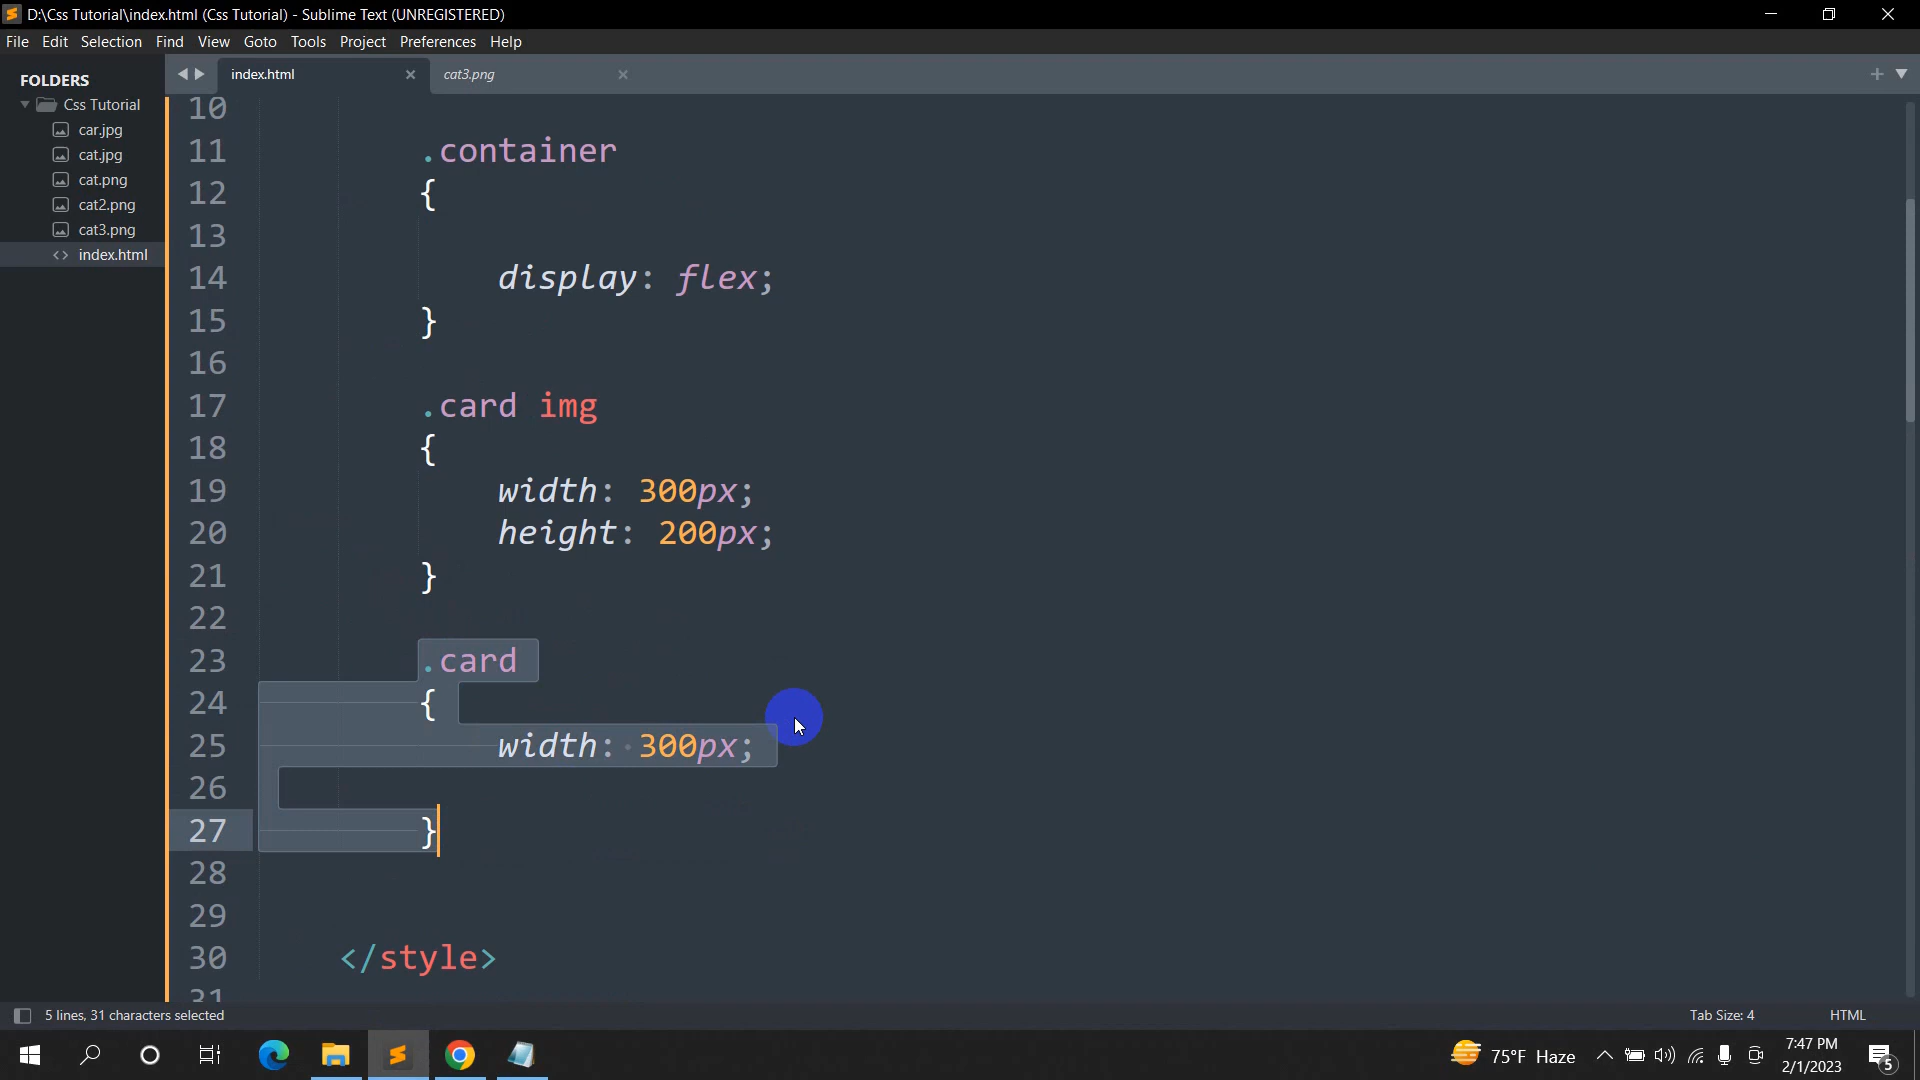 D:\Css Tutorial\index.html (Css Tutorial) - Sublime Text (UNREGISTERED)
File Edit Selection Find View Goto Tools Project Preferences Help
FOLDERS
Css Tutorial
car.jpg
cat.jpg
cat.png
cat2.png
cat3.png
index.html
index.html
cat3.png
10
11 .container
12 {
13
14 display: flex;
15 }
16
17 .card img
18 {
19 width: 300px;
20 height: 200px;
21 }
22
23 .card
24 {
25 width: 300px;
26
27 }
28
29
30 </style>
31
5 lines, 31 characters selected
Tab Size: 4
HTML
75°F Haze
7:47 PM
2/1/2023
5